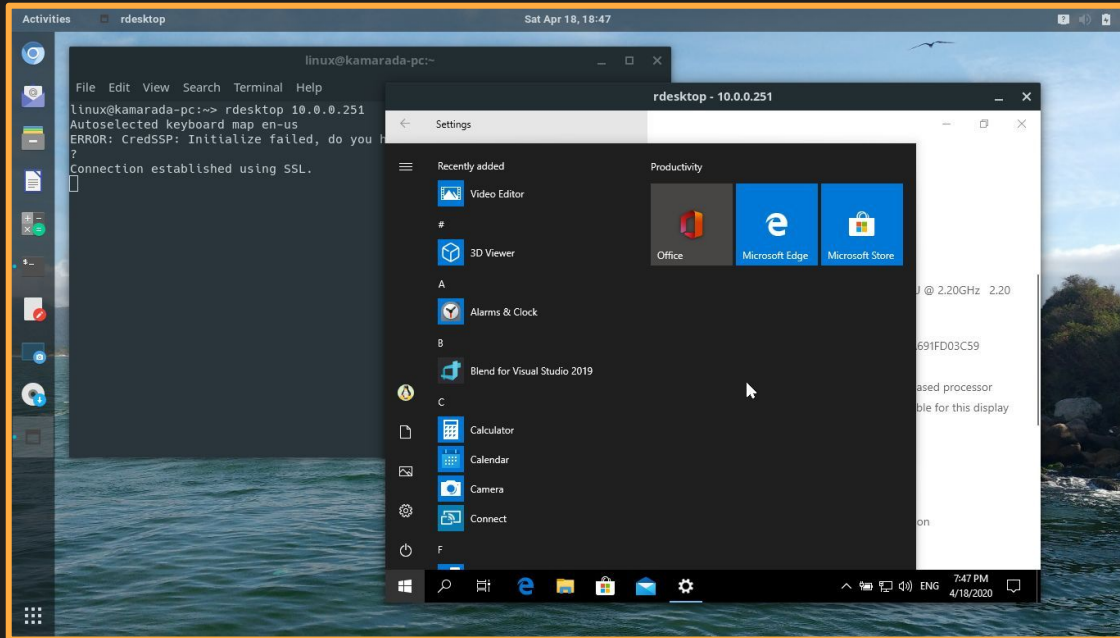 Activities
rdesktop
Sat Apr 18, 18:47
linux@kamarada-pc:~
File Edit View Search Terminal Help
linux@kamarada-pc:~> rdesktop 10.0.0.251
Autoselected keyboard map en-us
ERROR: CredSSP: Initialize failed, do you h
?
Connection established using SSL.
rdesktop - 10.0.0.251
Settings
Recently added
Video Editor
#
3D Viewer
A
Alarms & Clock
B
Blend for Visual Studio 2019
C
Calculator
Calendar
Camera
Connect
F
Productivity
Office
Microsoft Edge
Microsoft Store
U @ 2.20GHz 2.20
691FD03C59
ased processor
ble for this display
on
ENG
7:47 PM
4/18/2020